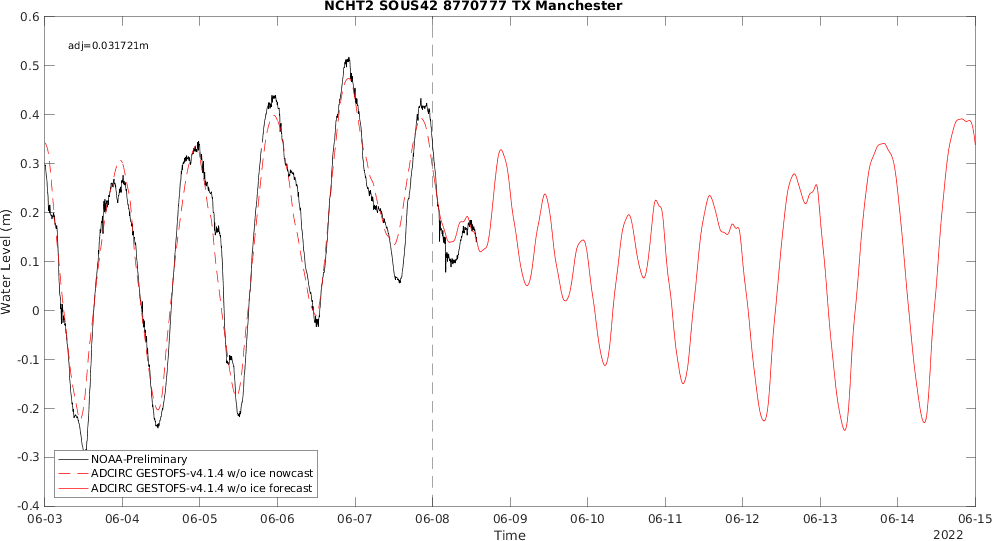 NCHT2 SOUS42 8770777 TX Manchester
adj=0.031721m
0.6
0.5
0.4
0.3
0.2
0.1
0
-0.1
-0.2
-0.3
-0.4
Water Level (m)
NOAA-Preliminary
ADCIRC GESTOFS-v4.1.4 w/o ice nowcast
ADCIRC GESTOFS-v4.1.4 w/o ice forecast
06-03 06-04 06-05 06-06 06-07 06-08 06-09 06-10 06-11 06-12 06-13 06-14 06-15
Time
2022